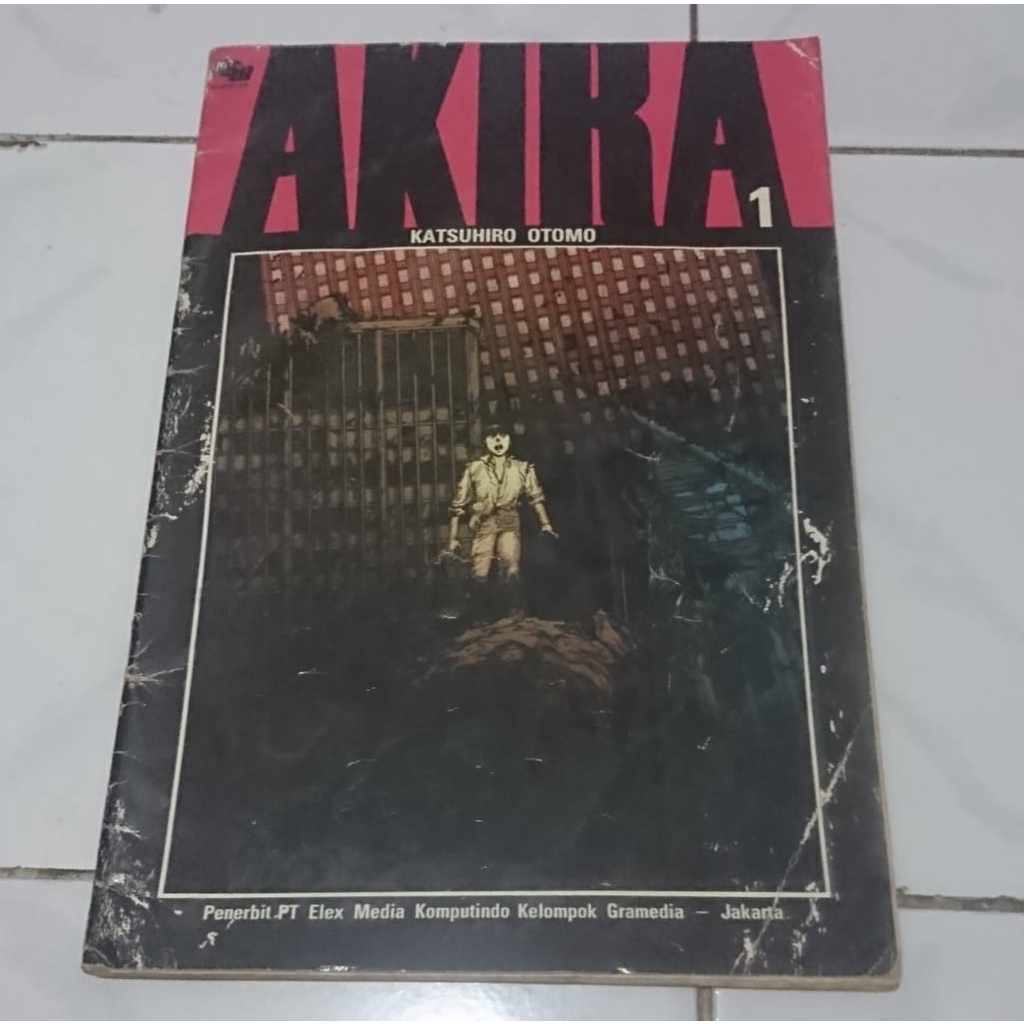 AKIRA
1
KATSUHIRO OTOMO
Penerbit PT Elex Media Komputindo Kelompok Gramedia – Jakarta